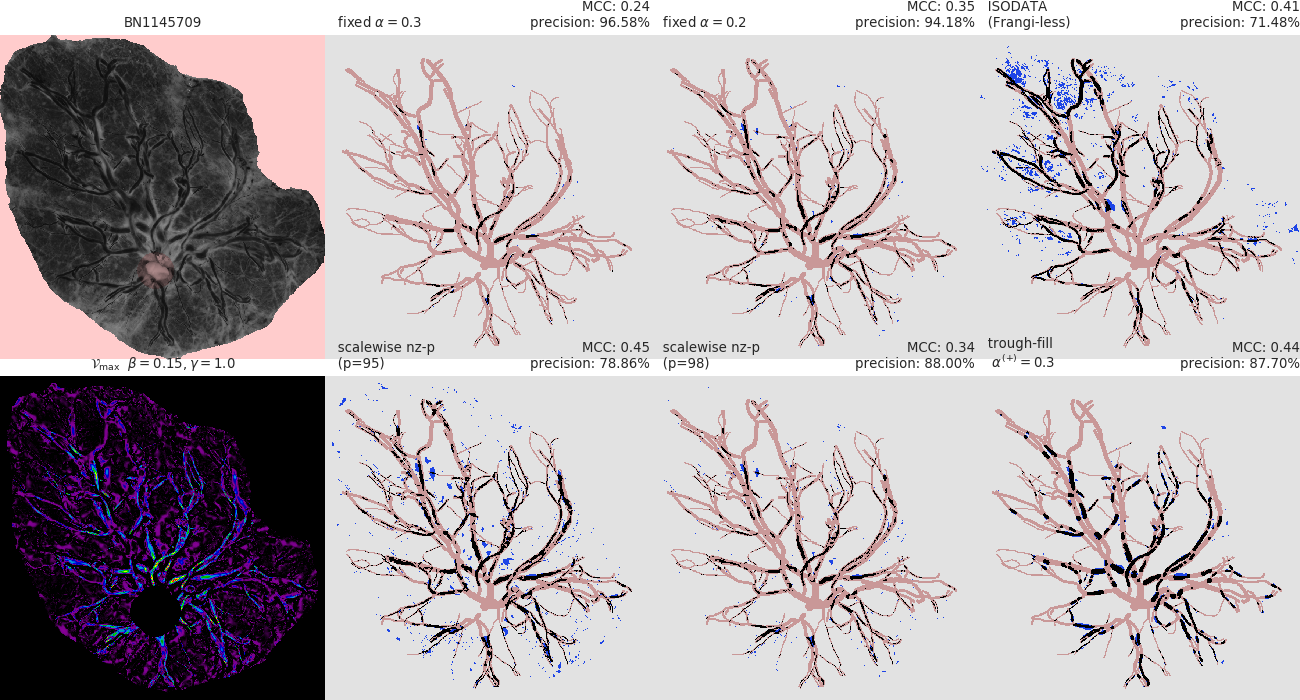 BN1145709
fixed α = 0.3
MCC: 0.24
precision: 96.58%
fixed α = 0.2
MCC: 0.35
precision: 94.18%
ISODATA
(Frangi-less)
MCC: 0.41
precision: 71.48%
𝒱max β = 0.15, γ = 1.0
scalewise nz-p
(p=95)
MCC: 0.45
precision: 78.86%
scalewise nz-p
(p=98)
MCC: 0.34
precision: 88.00%
trough-fill
α(+) = 0.3
MCC: 0.44
precision: 87.70%